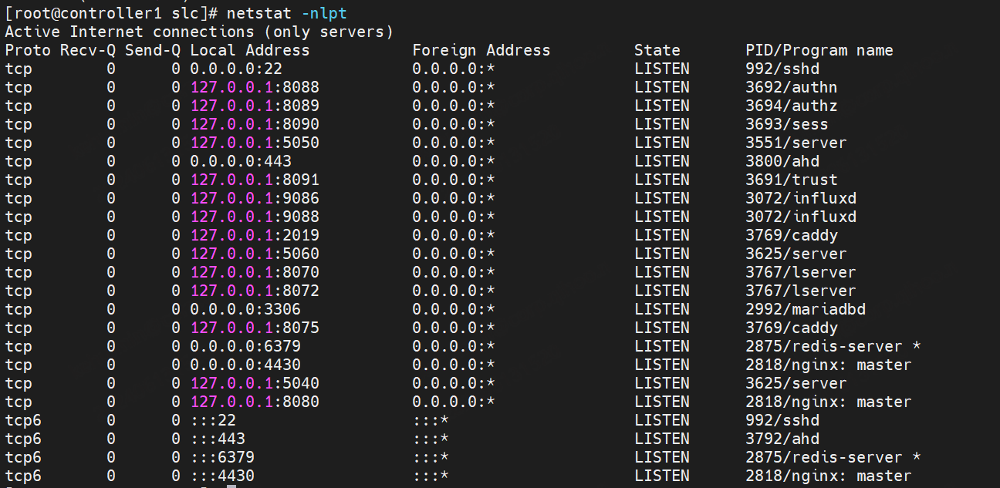 [root@controller1 slc]# netstat -nlpt
Active Internet connections (only servers)
Proto Recv-Q Send-Q Local Address           Foreign Address         State       PID/Program name
tcp        0      0 0.0.0.0:22              0.0.0.0:*               LISTEN      992/sshd
tcp        0      0 127.0.0.1:8088          0.0.0.0:*               LISTEN      3692/authn
tcp        0      0 127.0.0.1:8089          0.0.0.0:*               LISTEN      3694/authz
tcp        0      0 127.0.0.1:8090          0.0.0.0:*               LISTEN      3693/sess
tcp        0      0 127.0.0.1:5050          0.0.0.0:*               LISTEN      3551/server
tcp        0      0 0.0.0.0:443             0.0.0.0:*               LISTEN      3800/ahd
tcp        0      0 127.0.0.1:8091          0.0.0.0:*               LISTEN      3691/trust
tcp        0      0 127.0.0.1:9086          0.0.0.0:*               LISTEN      3072/influxd
tcp        0      0 127.0.0.1:9088          0.0.0.0:*               LISTEN      3072/influxd
tcp        0      0 127.0.0.1:2019          0.0.0.0:*               LISTEN      3769/caddy
tcp        0      0 127.0.0.1:5060          0.0.0.0:*               LISTEN      3625/server
tcp        0      0 127.0.0.1:8070          0.0.0.0:*               LISTEN      3767/lserver
tcp        0      0 127.0.0.1:8072          0.0.0.0:*               LISTEN      3767/lserver
tcp        0      0 0.0.0.0:3306            0.0.0.0:*               LISTEN      2992/mariadbd
tcp        0      0 127.0.0.1:8075          0.0.0.0:*               LISTEN      3769/caddy
tcp        0      0 0.0.0.0:6379            0.0.0.0:*               LISTEN      2875/redis-server *
tcp        0      0 0.0.0.0:4430            0.0.0.0:*               LISTEN      2818/nginx: master
tcp        0      0 127.0.0.1:5040          0.0.0.0:*               LISTEN      3625/server
tcp        0      0 127.0.0.1:8080          0.0.0.0:*               LISTEN      2818/nginx: master
tcp6       0      0 :::22                   :::*                    LISTEN      992/sshd
tcp6       0      0 :::443                  :::*                    LISTEN      3792/ahd
tcp6       0      0 :::6379                 :::*                    LISTEN      2875/redis-server *
tcp6       0      0 :::4430                 :::*                    LISTEN      2818/nginx: master